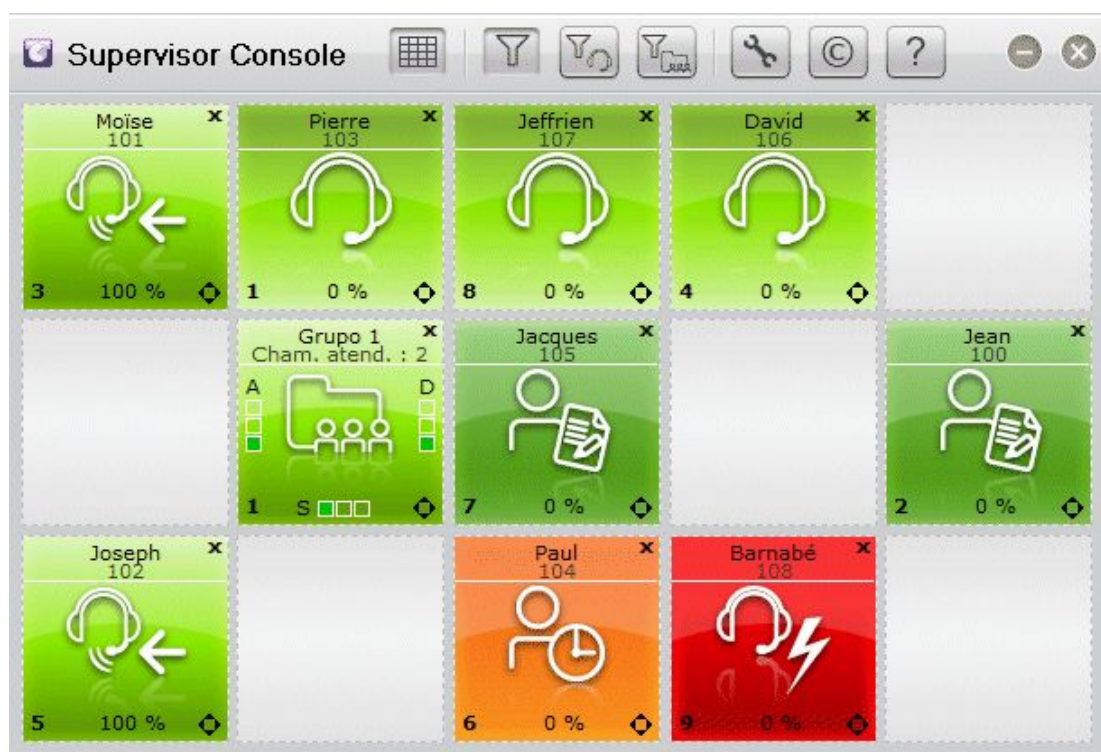 Supervisor Console © ?
Moïse x
101
3 100 %
Pierre x
103
1 0 %
Jeffrien x
107
8 0 %
David x
106
4 0 %
Grupo 1 x
Cham. atend. : 2
A D
1 S
Jacques x
105
7 0 %
Jean x
100
2 0 %
Joseph x
102
5 100 %
Paul x
104
6 0 %
Barnabé x
108
9 0 %